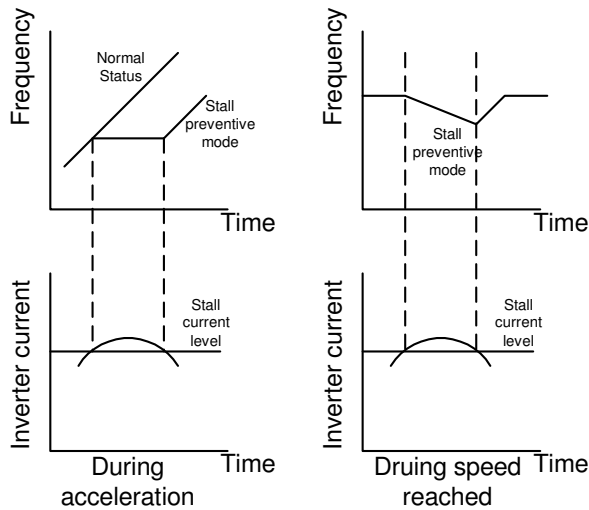 Frequency
Normal
Status
Stall
preventive
mode
Time
Inverter current
Stall
current
level
Time
During
acceleration
Frequency
Stall
preventive
mode
Time
Inverter current
Stall
current
level
Time
Druing speed
reached